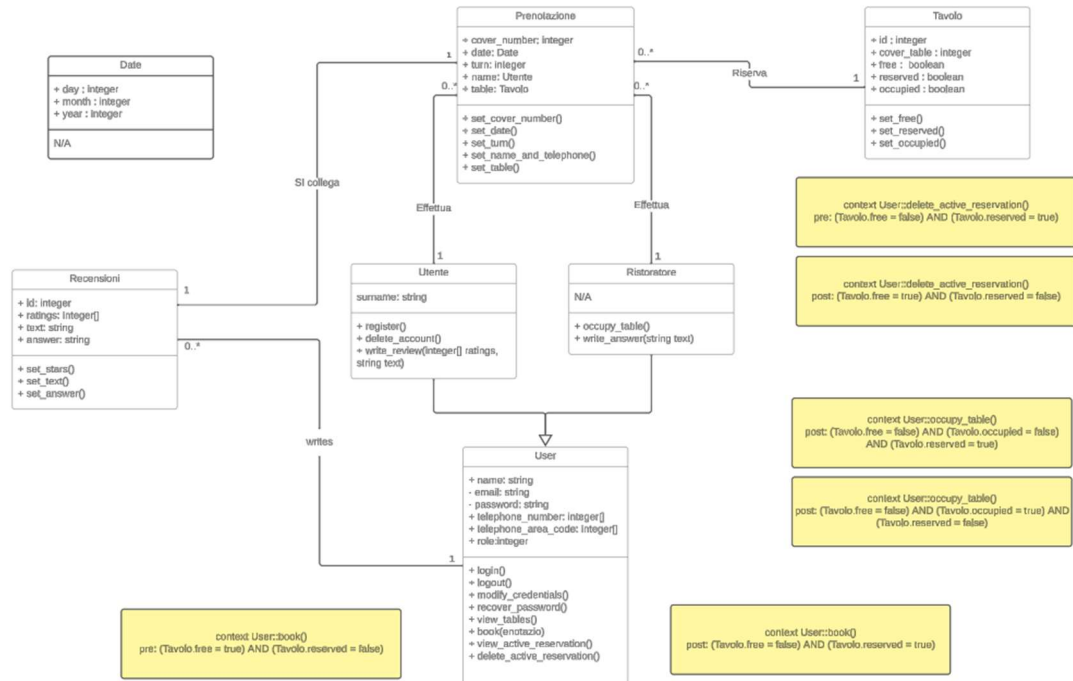 Prenotazione
+ cover_number: integer
+ date: Date
+ turn: integer
+ name: Utente
+ table: Tavolo
+set_cover_number()
+set_date()
+set_turn()
+set_name_and_telephone()
+set_table()
Tavolo
+ id : integer
+ cover_table : integer
+ free : boolean
+ reserved : boolean
+ occupied : boolean
+set_free()
+set_reserved()
+set_occupied()
Date
+ day : integer
+ month : integer
+ year : integer
N/A
1
0..*
0..*
0..*
Riserva
1
SI collega
Effettua
Effettua
context User::delete_active_reservation()
pre: (Tavolo.free = false) AND (Tavolo.reserved = true)
context User::delete_active_reservation()
post: (Tavolo.free = true) AND (Tavolo.reserved = false)
1
1
Recensioni
+ id: integer
+ ratings: integer[]
+ text: string
+ answer: string
+set_stars()
+set_text()
+set_answer()
1
0..*
Utente
surname: string
+ register()
+ delete_account()
+ write_review(integer[] ratings,
string text)
Ristoratore
N/A
+ occupy_table()
+ write_answer(string text)
context User::occupy_table()
post: (Tavolo.free = false) AND (Tavolo.occupied = false)
AND (Tavolo.reserved = true)
context User::occupy_table()
post: (Tavolo.free = false) AND (Tavolo.occupied = true) AND
(Tavolo.reserved = false)
writes
1
User
+ name: string
- email: string
- password: string
+ telephone_number: integer[]
+ telephone_area_code: integer[]
+ role:integer
+ login()
+ logout()
+ modify_credentials()
+ recover_password()
+ view_tables()
+ book(enotazio)
+ view_active_reservation()
+ delete_active_reservation()
context User::book()
pre: (Tavolo.free = true) AND (Tavolo.reserved = false)
context User::book()
post: (Tavolo.free = false) AND (Tavolo.reserved = true)